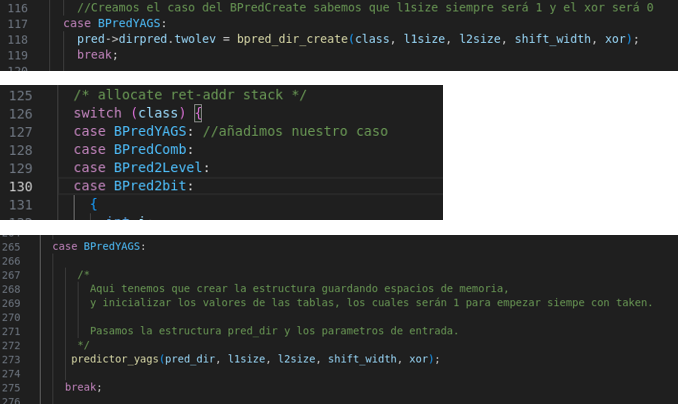 116 //Creamos el caso del BPredCreate sabemos que l1size siempre será 1 y el xor será 0
117 case BPredYAGS:
118 pred->dirpred.twolev = bpred_dir_create(class, l1size, l2size, shift_width, xor);
119 break;
125 /* allocate ret-addr stack */
126 switch (class) {
127 case BPredYAGS: //añadimos nuestro caso
128 case BPredComb:
129 case BPred2Level:
130 case BPred2bit:
131 {
265 case BPredYAGS:
266
267 /*
268 Aqui tenemos que crear la estructura guardando espacios de memoria,
269 y inicializar los valores de las tablas, los cuales serán 1 para empezar siempe con taken.
270
271 Pasamos la estructura pred_dir y los parametros de entrada.
272 */
273 predictor_yags(pred_dir, l1size, l2size, shift_width, xor);
274
275 break;
276